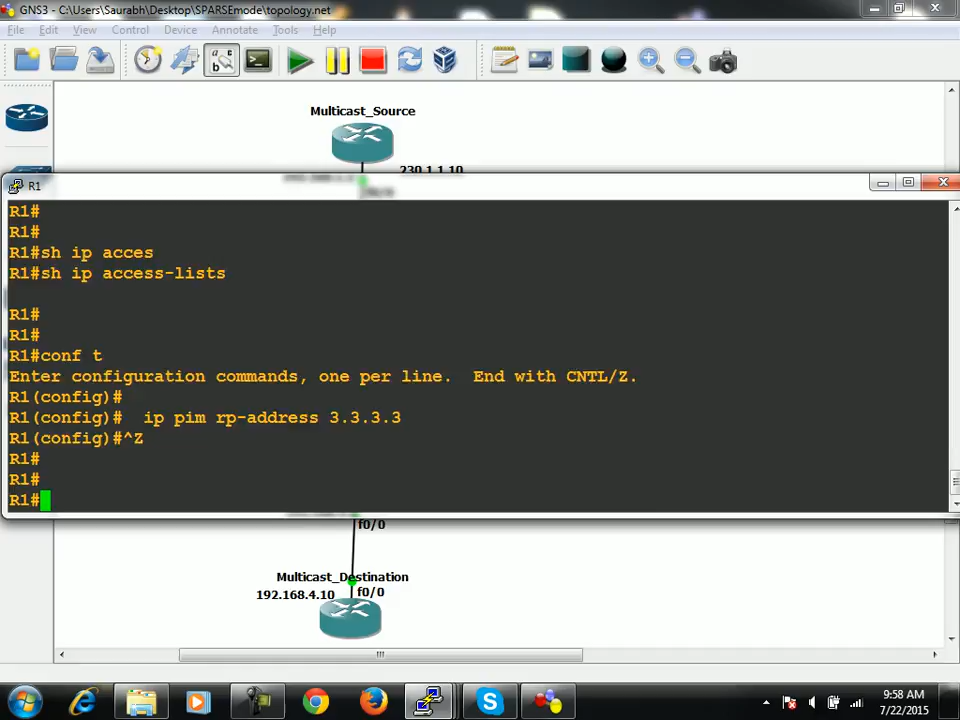 GNS3 - C:\Users\Saurabh\Desktop\SPARSEmode\topology.net
File Edit View Control Device Annotate Tools Help
Multicast_Source
230.1.1.10
R1
R1#
R1#
R1#sh ip acces
R1#sh ip access-lists
R1#
R1#
R1#conf t
Enter configuration commands, one per line.  End with CNTL/Z.
R1(config)#
R1(config)#  ip pim rp-address 3.3.3.3
R1(config)#^Z
R1#
R1#
R1#
f0/0
Multicast_Destination
192.168.4.10 f0/0
9:58 AM
7/22/2015